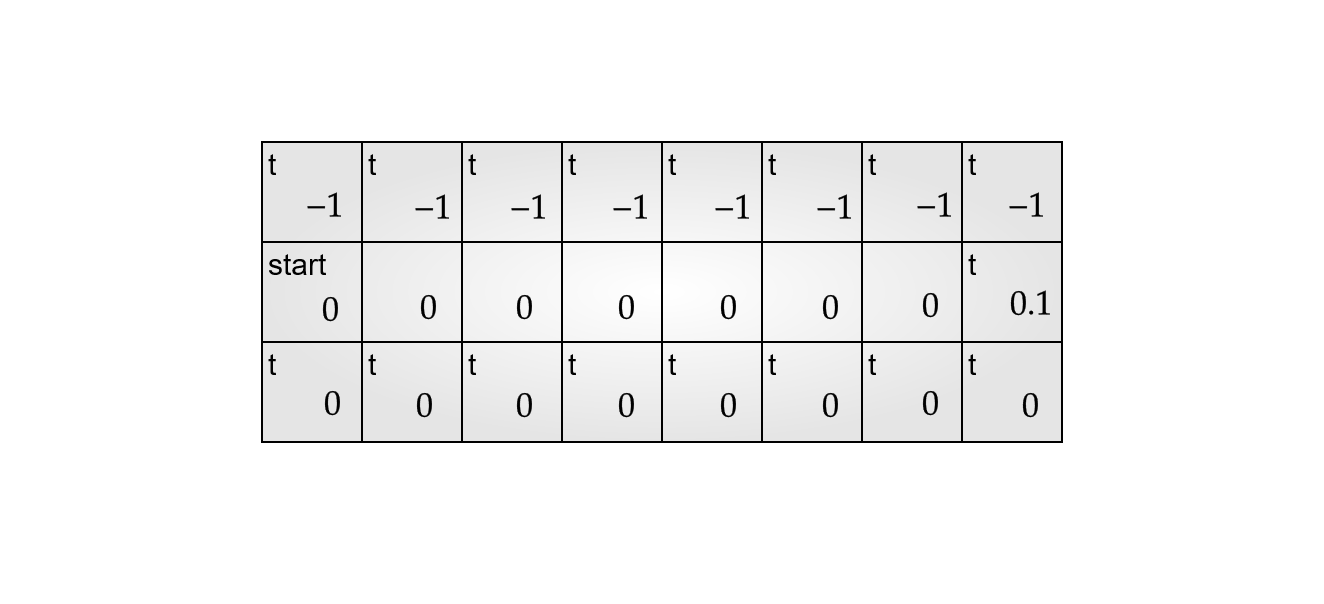 t t t t t t t t
−1 −1 −1 −1 −1 −1 −1 −1
start t
0 0 0 0 0 0 0 0.1
t t t t t t t t
0 0 0 0 0 0 0 0